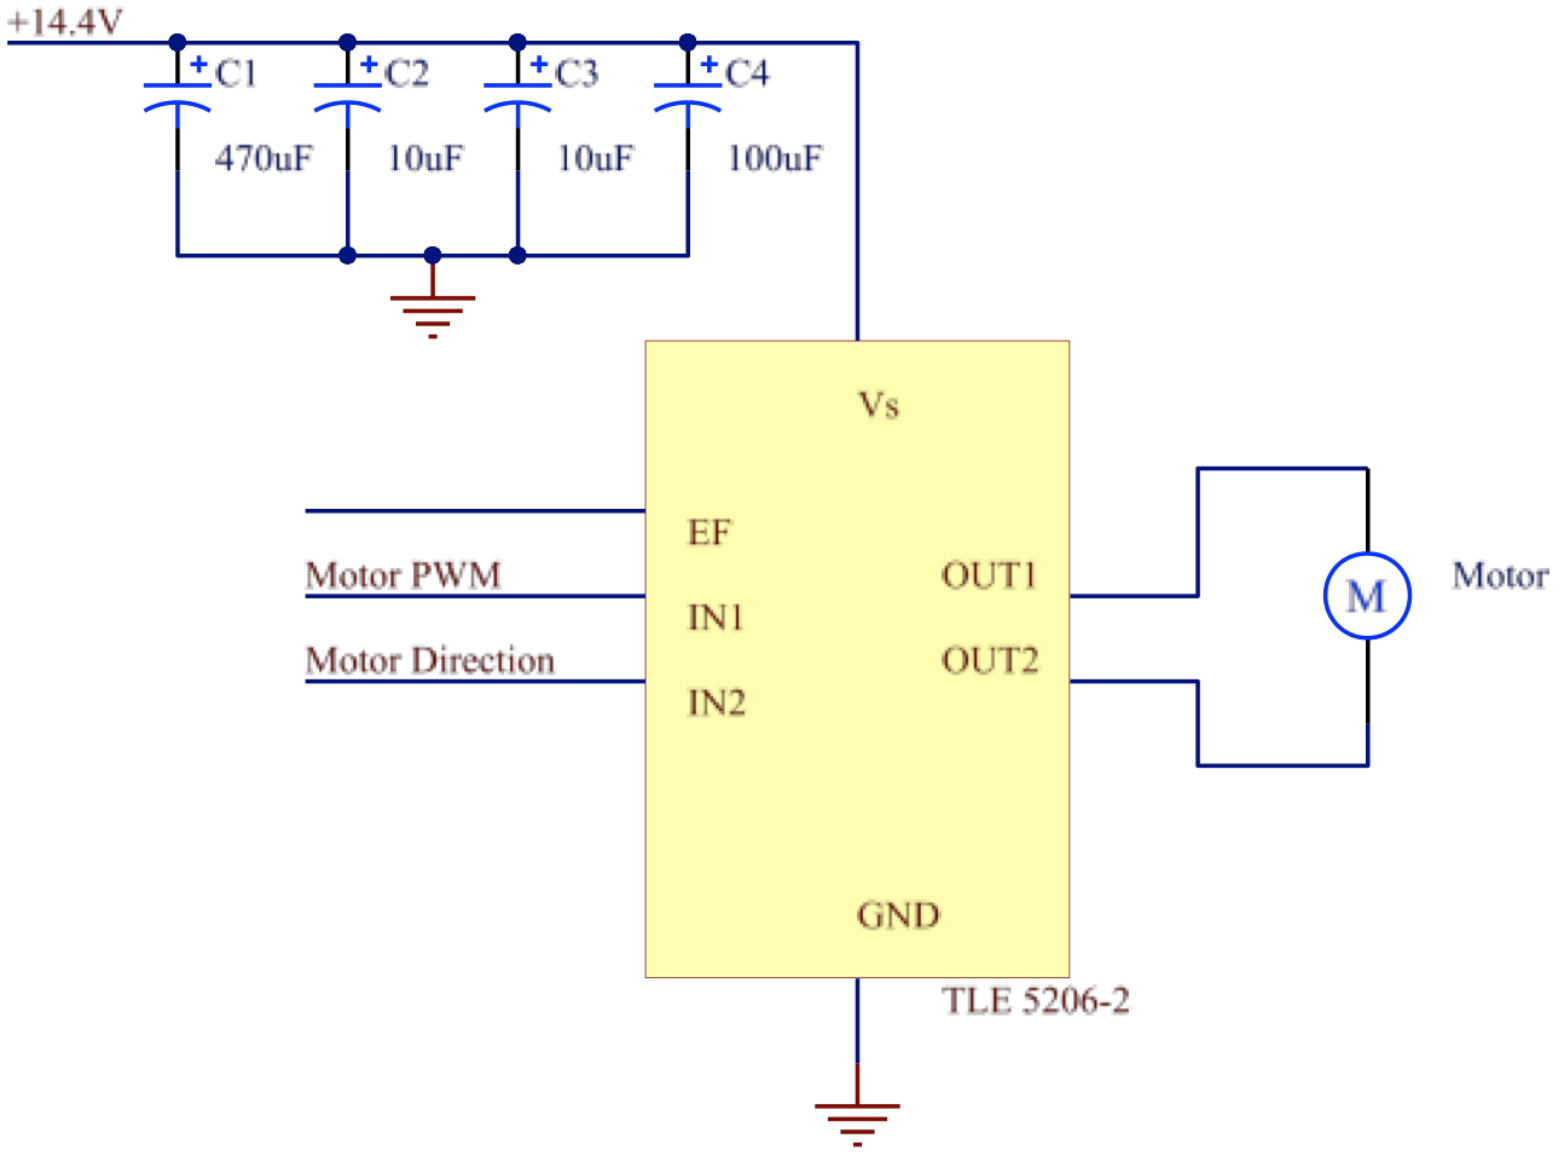 +14.4V
+ C1
+ C2
+ C3
+ C4
470uF
10uF
10uF
100uF
Vs
EF
Motor PWM
IN1
OUT1
M
Motor
Motor Direction
IN2
OUT2
GND
TLE 5206-2